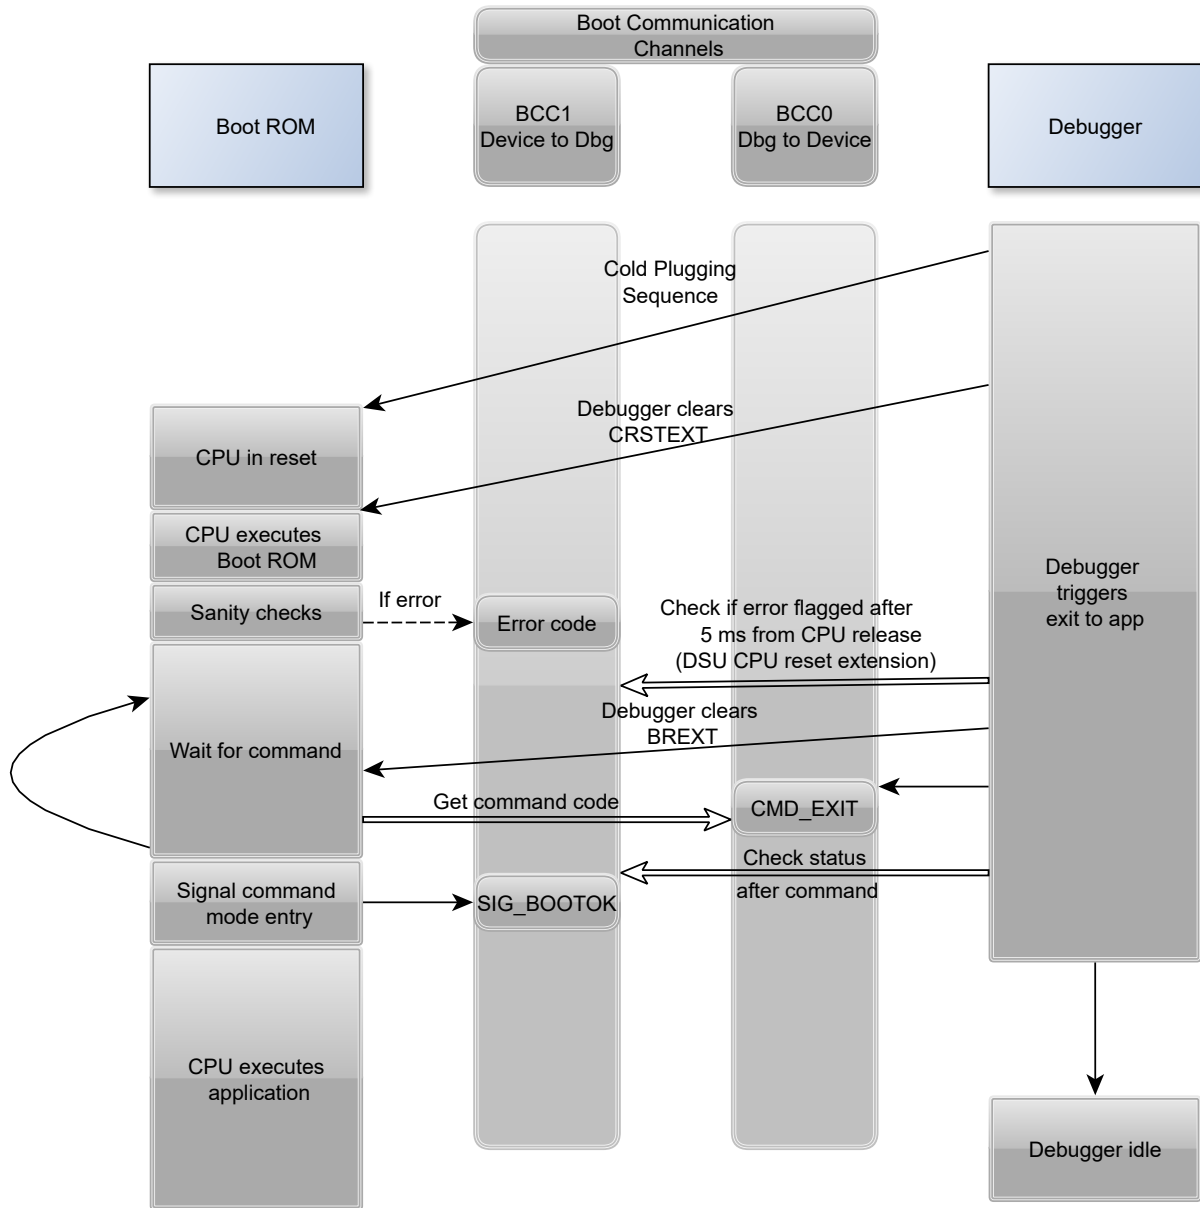 Boot Communication
Channels
Boot ROM
BCC1
Device to Dbg
BCC0
Dbg to Device
Debugger
Cold Plugging
Sequence
Debugger clears
CRSTEXT
CPU in reset
CPU executes
Boot ROM
Sanity checks
If error
Error code
Check if error flagged after
5 ms from CPU release
(DSU CPU reset extension)
Debugger
triggers
exit to app
Debugger clears
BREXT
Wait for command
Get command code
CMD_EXIT
Check status
after command
Signal command
mode entry
SIG_BOOTOK
CPU executes
application
Debugger idle